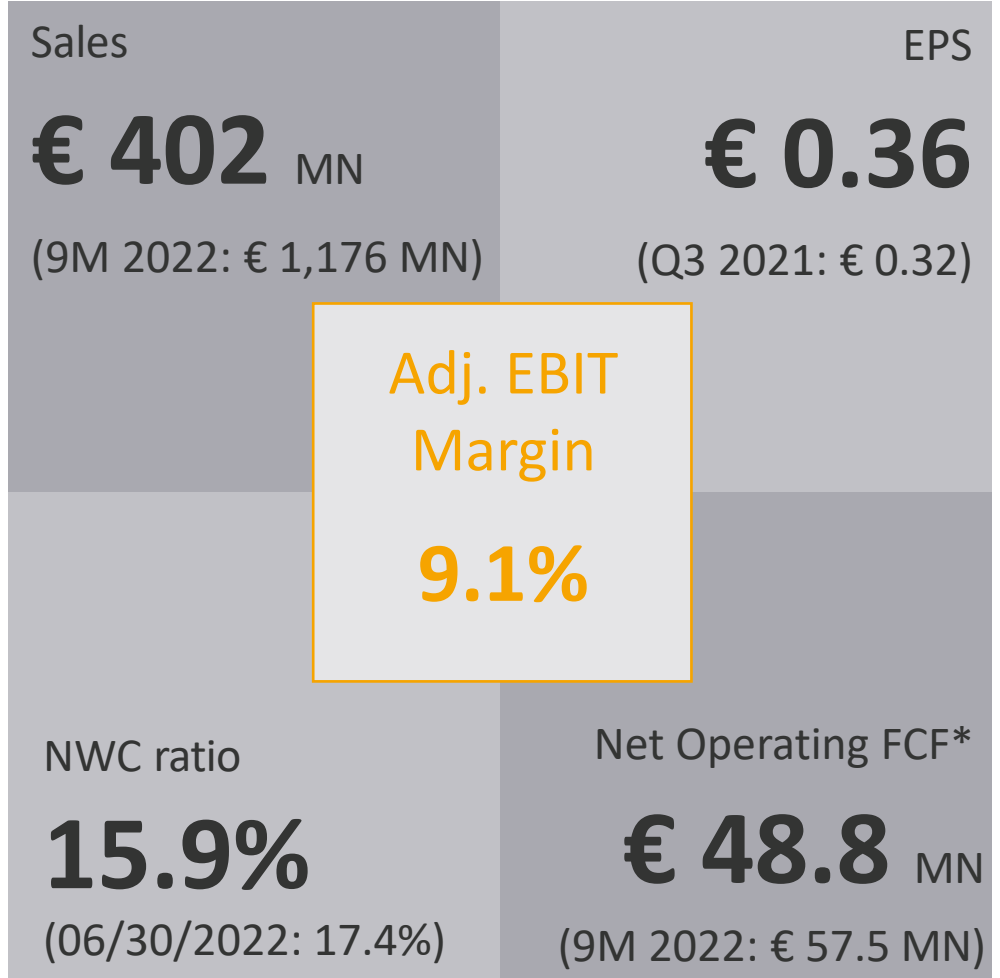 Sales
€ 402 MN
(9M 2022: € 1,176 MN)
EPS
€ 0.36
(Q3 2021: € 0.32)
Adj. EBIT
Margin
9.1%
NWC ratio
15.9%
(06/30/2022: 17.4%)
Net Operating FCF*
€ 48.8 MN
(9M 2022: € 57.5 MN)